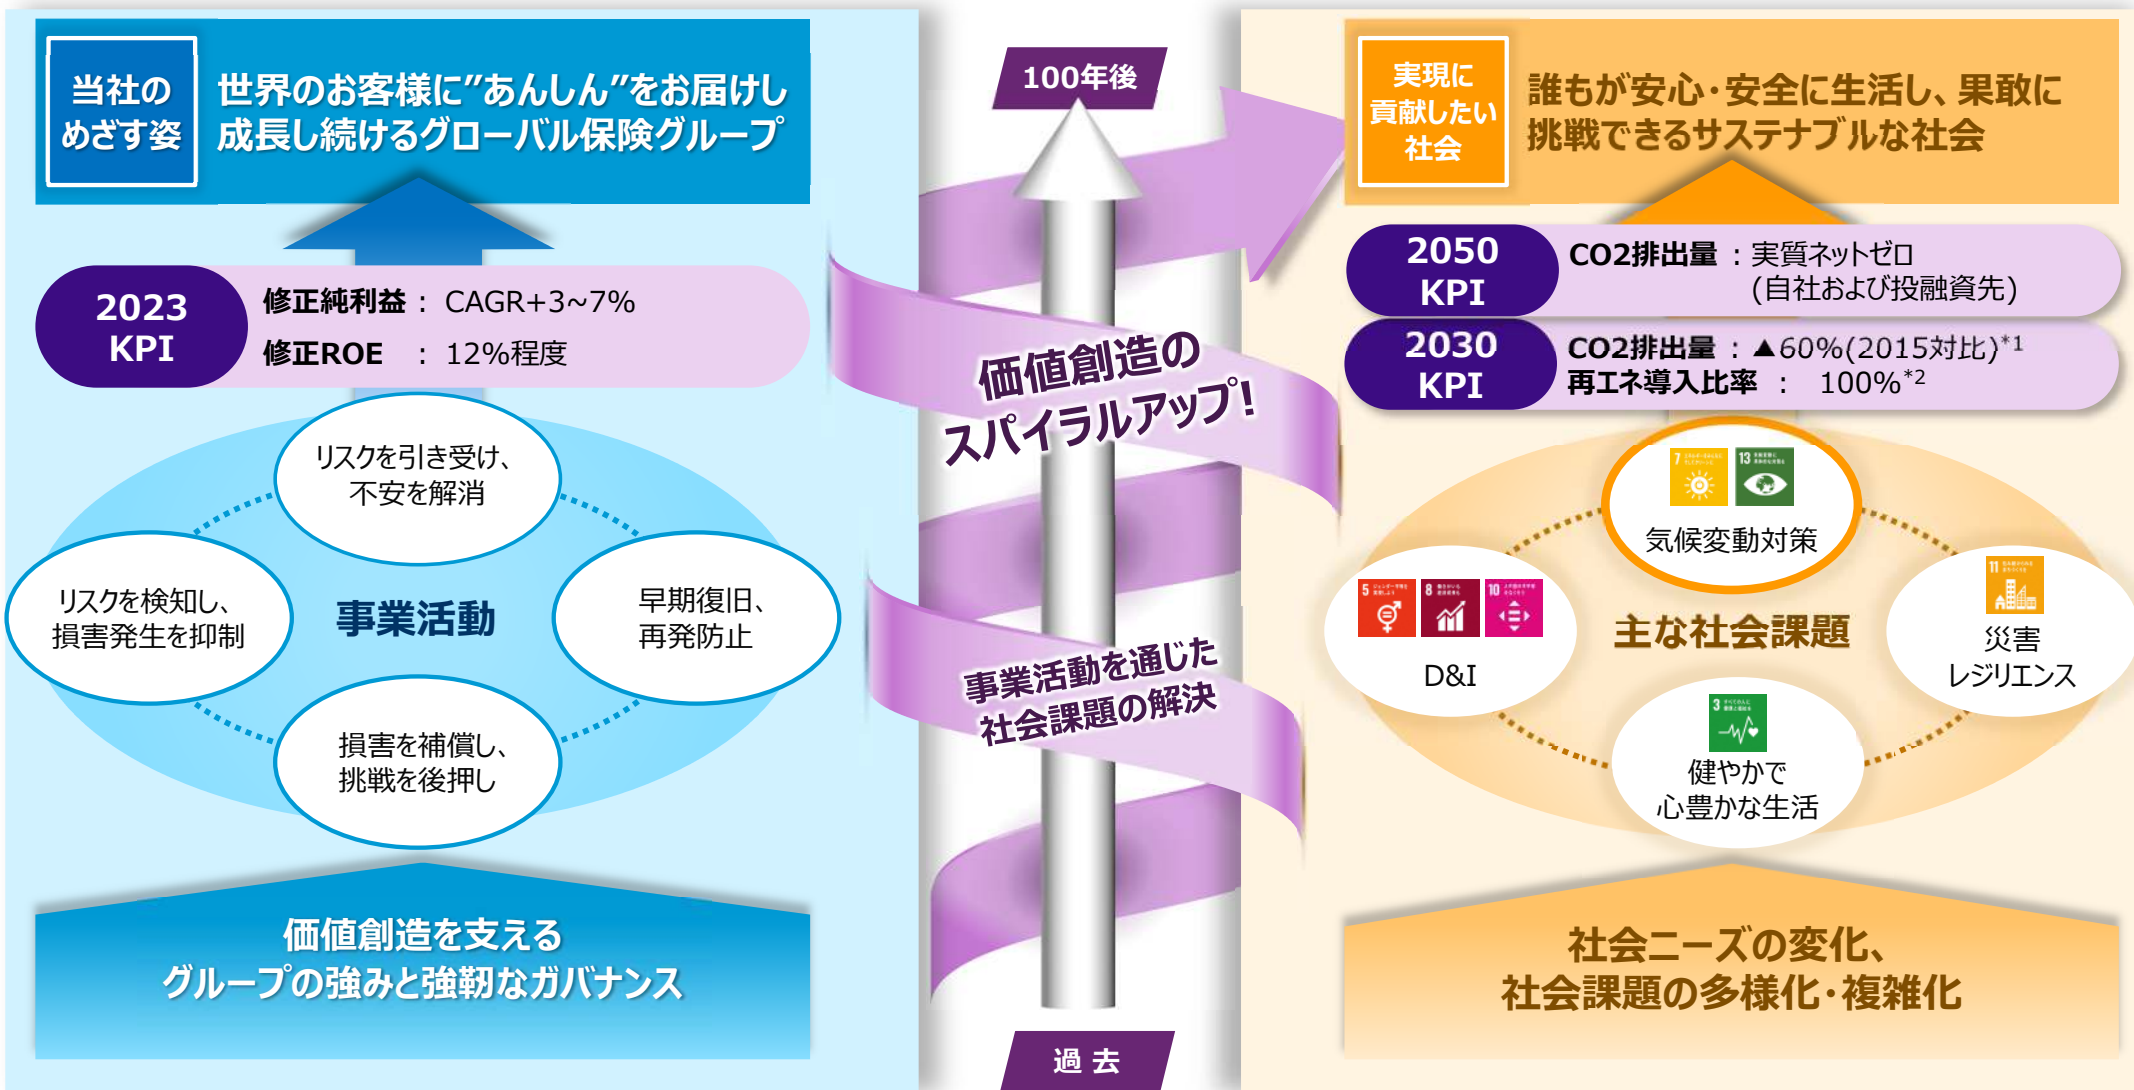 当社の
めざす姿
世界のお客様に”あんしん”をお届けし
成長し続けるグローバル保険グループ
2023
KPI
修正純利益 : CAGR+3~7%
修正ROE : 12%程度
リスクを引き受け、
不安を解消
リスクを検知し、
損害発生を抑制
事業活動
早期復旧、
再発防止
損害を補償し、
挑戦を後押し
価値創造を支える
グループの強みと強靭なガバナンス
100年後
価値創造の
スパイラルアップ!
事業活動を通じた
社会課題の解決
過 去
実現に
貢献したい
社会
誰もが安心・安全に生活し、果敢に
挑戦できるサステナブルな社会
2050
KPI
CO2排出量 : 実質ネットゼロ
(自社および投融資先)
2030
KPI
CO2排出量 : ▲60%(2015対比)*1
再エネ導入比率 : 100%*2
7
13
気候変動対策
5
8
10
D&I
主な社会課題
11
災害
レジリエンス
3
健やかで
心豊かな生活
社会ニーズの変化、
社会課題の多様化・複雑化